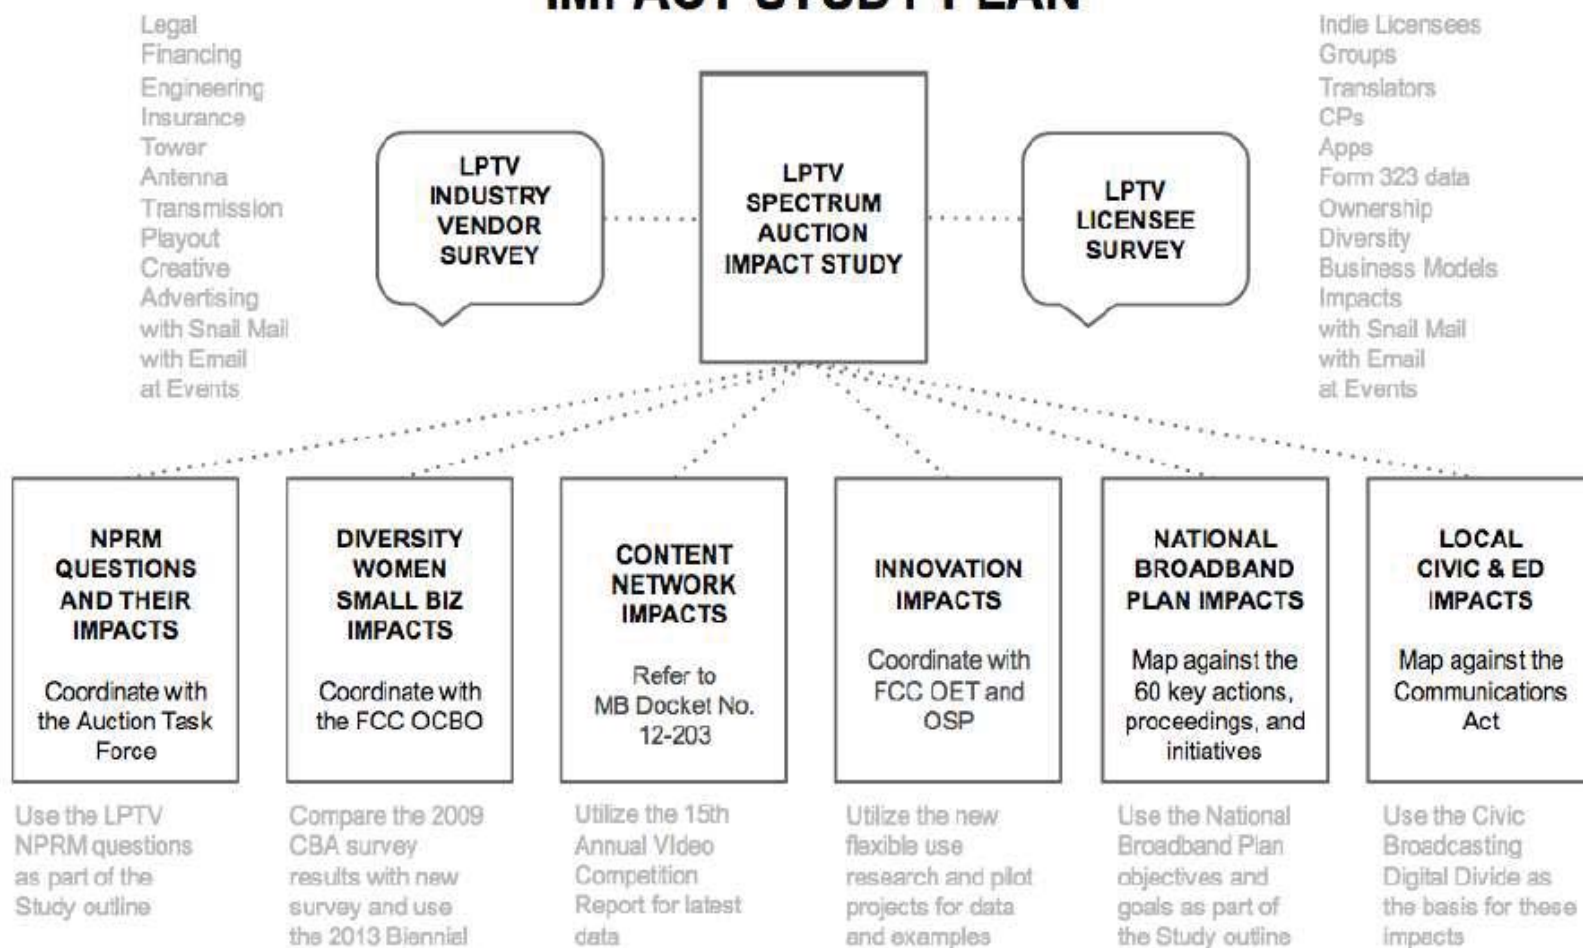 IMPACT STUDY PLAN
Legal
Financing
Engineering
Insurance
Tower
Antenna
Transmission
Playout
Creative
Advertising
with Snail Mail
with Email
at Events
LPTV
INDUSTRY
VENDOR
SURVEY
LPTV
SPECTRUM
AUCTION
IMPACT STUDY
LPTV
LICENSEE
SURVEY
Indie Licensees
Groups
Translators
CPs
Apps
Form 323 data
Ownership
Diversity
Business Models
Impacts
with Snail Mail
with Email
at Events
NPRM
QUESTIONS
AND THEIR
IMPACTS
Coordinate with
the Auction Task
Force
Use the LPTV
NPRM questions
as part of the
Study outline
DIVERSITY
WOMEN
SMALL BIZ
IMPACTS
Coordinate with
the FCC OCBO
Compare the 2009
CBA survey
results with new
survey and use
the 2013 Biennial
CONTENT
NETWORK
IMPACTS
Refer to
MB Docket No.
12-203
Utilize the 15th
Annual VIdeo
Competition
Report for latest
data
INNOVATION
IMPACTS
Coordinate with
FCC OET and
OSP
Utilize the new
flexible use
research and pilot
projects for data
and examples
NATIONAL
BROADBAND
PLAN IMPACTS
Map against the
60 key actions,
proceedings, and
initiatives
Use the National
Broadband Plan
objectives and
goals as part of
the Study outline
LOCAL
CIVIC & ED
IMPACTS
Map against the
Communications
Act
Use the Civic
Broadcasting
Digital Divide as
the basis for these
impacts